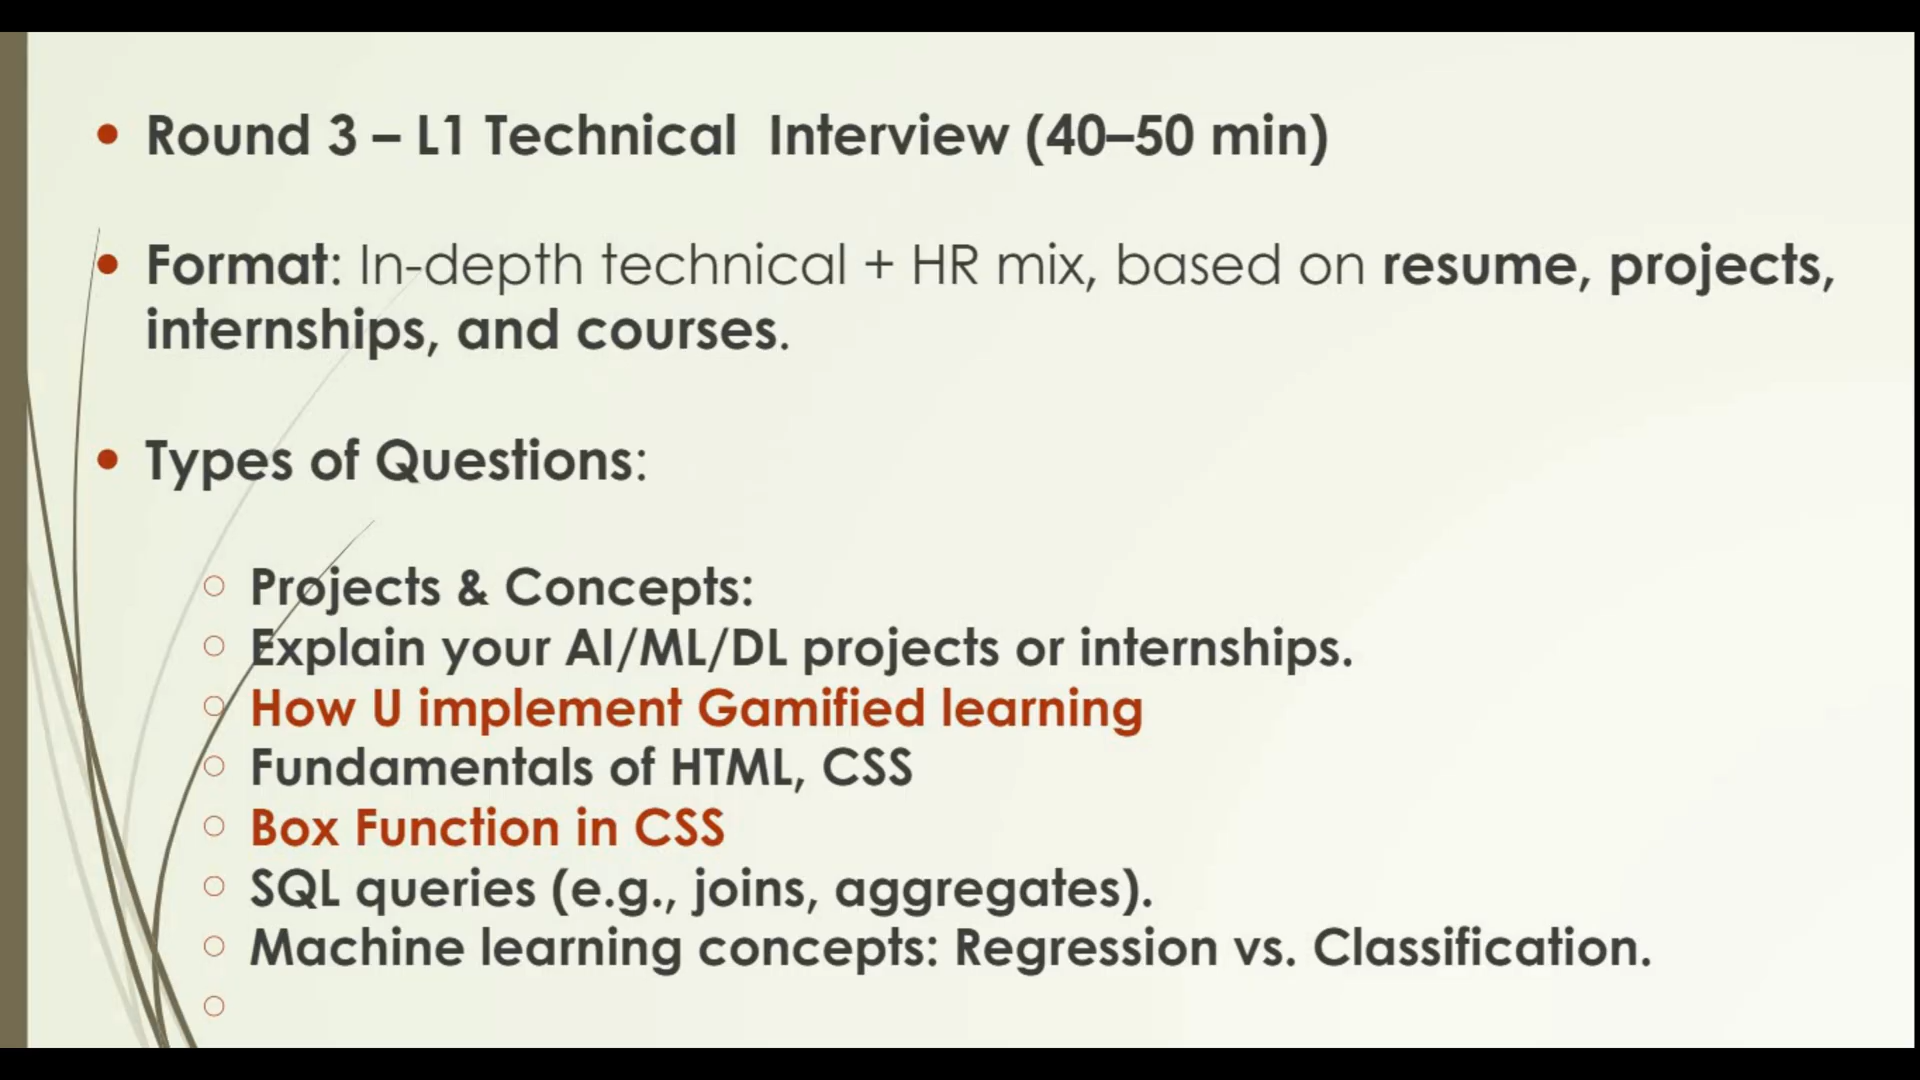 Round 3 – L1 Technical  Interview (40–50 min)
Format: In-depth technical + HR mix, based on resume, projects,
internships, and courses.
Types of Questions:
Projects & Concepts:
Explain your AI/ML/DL projects or internships.
How U implement Gamified learning
Fundamentals of HTML, CSS
Box Function in CSS
SQL queries (e.g., joins, aggregates).
Machine learning concepts: Regression vs. Classification.